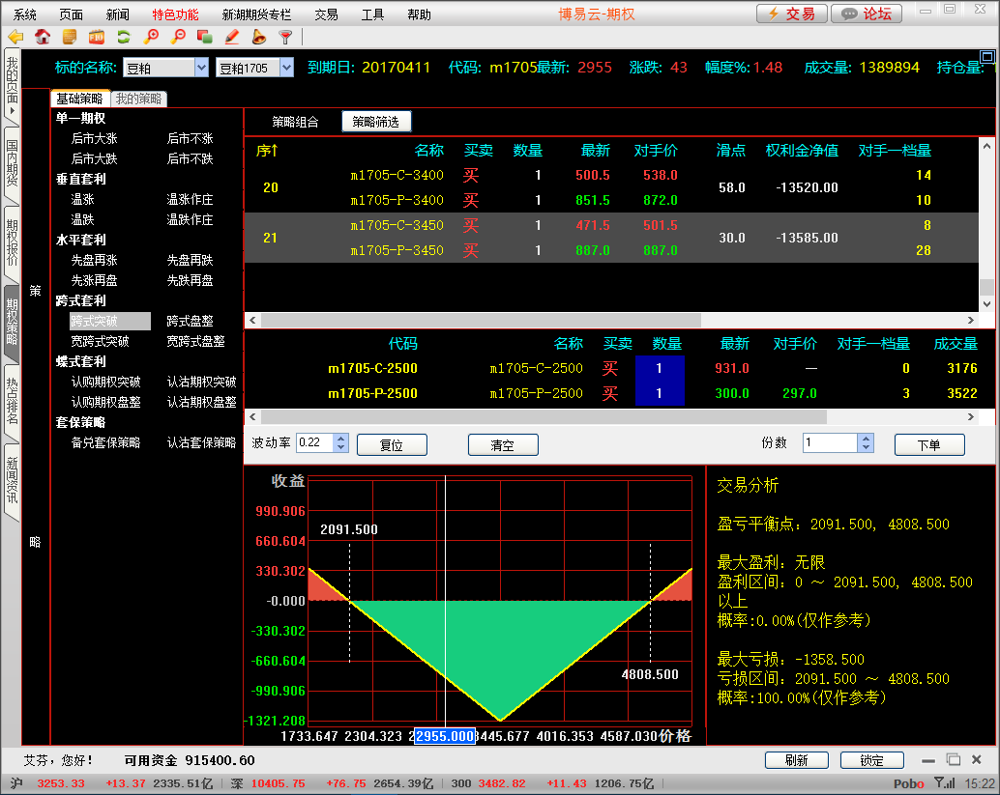 系统 页面 新闻 特色功能 新湖期货专栏 交易 工具 帮助 博易云-期权 交易 论坛
标的名称: 豆粕 豆粕1705 到期日: 20170411 代码: m1705 最新: 2955 涨跌: 43 幅度%: 1.48 成交量: 1389894 持仓量:
我的页面
国内期货
期权报价
期权策略
热点排名
新闻资讯
策
略
基础策略 我的策略
单一期权
后市大涨 后市不涨
后市大跌 后市不跌
垂直套利
温涨 温涨作庄
温跌 温跌作庄
水平套利
先盘再涨 先盘再跌
先涨再盘 先跌再盘
跨式套利
跨式突破 跨式盘整
宽跨式突破 宽跨式盘整
蝶式套利
认购期权突破 认沽期权突破
认购期权盘整 认沽期权盘整
套保策略
备兑套保策略 认沽套保策略
策略组合 策略筛选
序↑ 名称 买卖 数量 最新 对手价 滑点 权利金净值 对手一档量
20 m1705-C-3400 买 1 500.5 538.0 58.0 -13520.00 14
m1705-P-3400 买 1 851.5 872.0 10
21 m1705-C-3450 买 1 471.5 501.5 30.0 -13585.00 8
m1705-P-3450 买 1 887.0 887.0 28
代码 名称 买卖 数量 最新 对手价 对手一档量 成交量
m1705-C-2500 m1705-C-2500 买 1 931.0 — 0 3176
m1705-P-2500 m1705-P-2500 买 1 300.0 297.0 3 3522
波动率 0.22 复位 清空 份数 1 下单
收益
990.906
660.604
330.302
-0.000
-330.302
-660.604
-990.906
-1321.208
2091.500
4808.500
1733.647 2304.323 2955.000 3445.677 4016.353 4587.030 价格
交易分析
盈亏平衡点: 2091.500, 4808.500
最大盈利: 无限
盈利区间: 0 ～ 2091.500, 4808.500
以上
概率:0.00%(仅作参考)
最大亏损: -1358.500
亏损区间: 2091.500 ～ 4808.500
概率:100.00%(仅作参考)
艾芬, 您好! 可用资金 915400.60 刷新 锁定
沪 3253.33 +13.37 2335.51亿 深 10405.75 +76.75 2654.39亿 300 3482.82 +11.43 1206.75亿 Pobo 15:22